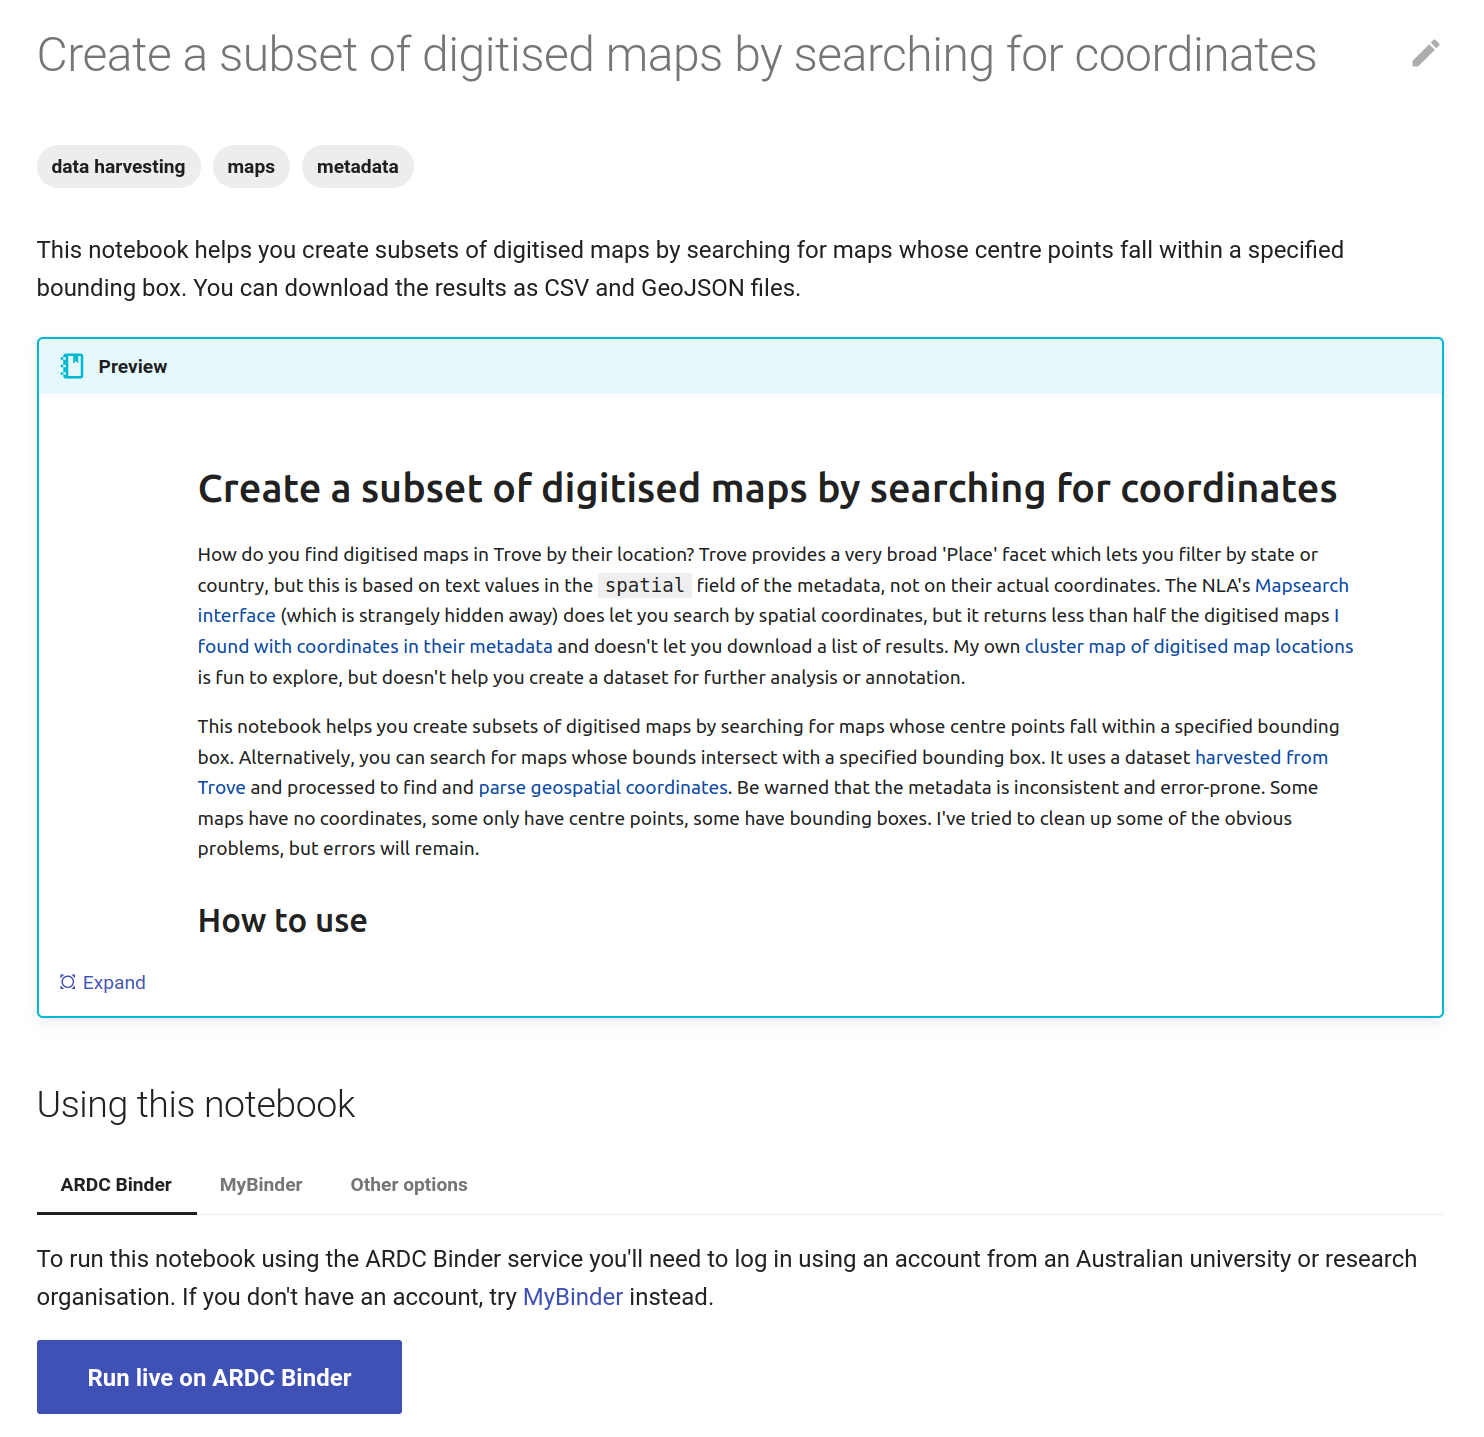 Create a subset of digitised maps by searching for coordinates
data harvesting maps metadata
This notebook helps you create subsets of digitised maps by searching for maps whose centre points fall within a specified
bounding box. You can download the results as CSV and GeoJSON files.
Preview
Create a subset of digitised maps by searching for coordinates
How do you find digitised maps in Trove by their location? Trove provides a very broad 'Place' facet which lets you filter by state or
country, but this is based on text values in the spatial field of the metadata, not on their actual coordinates. The NLA's Mapsearch
interface (which is strangely hidden away) does let you search by spatial coordinates, but it returns less than half the digitised maps I
found with coordinates in their metadata and doesn't let you download a list of results. My own cluster map of digitised map locations
is fun to explore, but doesn't help you create a dataset for further analysis or annotation.
This notebook helps you create subsets of digitised maps by searching for maps whose centre points fall within a specified bounding
box. Alternatively, you can search for maps whose bounds intersect with a specified bounding box. It uses a dataset harvested from
Trove and processed to find and parse geospatial coordinates. Be warned that the metadata is inconsistent and error-prone. Some
maps have no coordinates, some only have centre points, some have bounding boxes. I've tried to clean up some of the obvious
problems, but errors will remain.
How to use
Expand
Using this notebook
ARDC Binder MyBinder Other options
To run this notebook using the ARDC Binder service you'll need to log in using an account from an Australian university or research
organisation. If you don't have an account, try MyBinder instead.
Run live on ARDC Binder